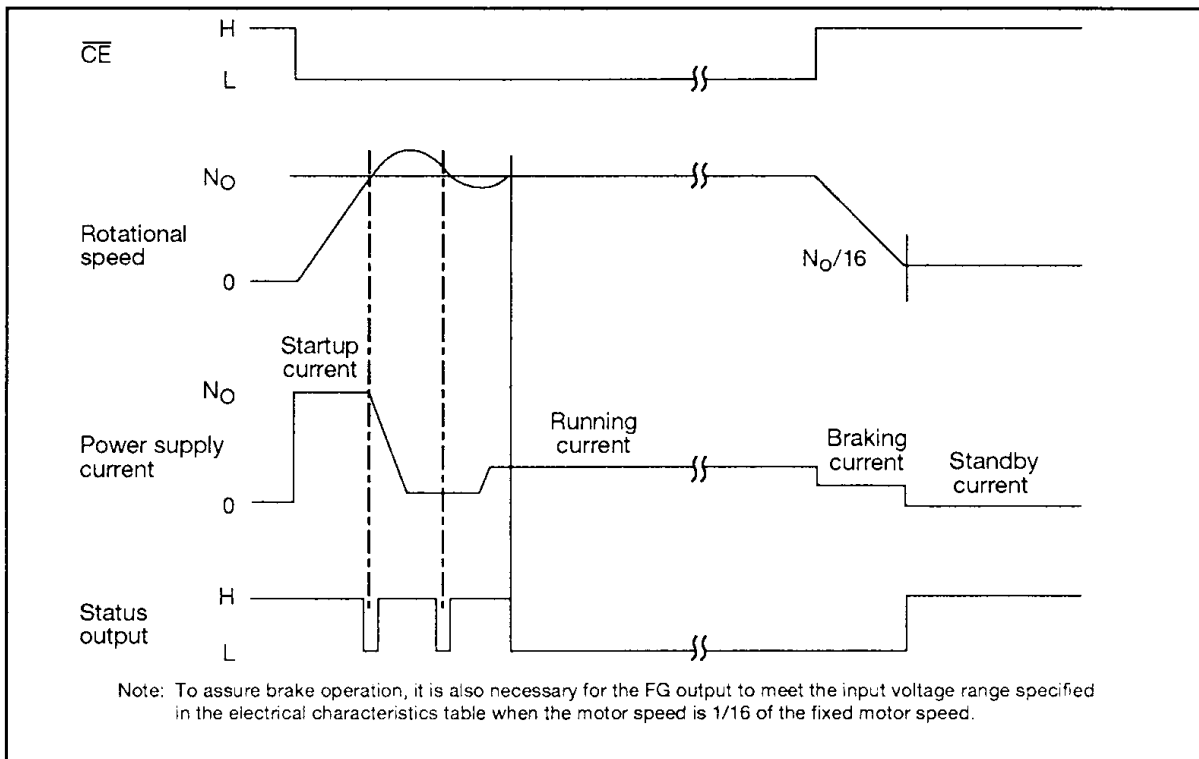 H
CE
L
NO
Rotational
speed
NO/16
0
Startup
current
NO
Running
current
Braking
current
Standby
current
Power supply
current
0
H
Status
output
L
Note: To assure brake operation, it is also necessary for the FG output to meet the input voltage range specified
in the electrical characteristics table when the motor speed is 1/16 of the fixed motor speed.